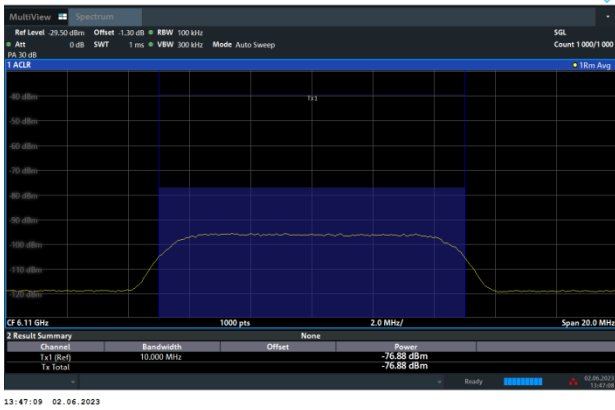 MultiView Spectrum
Ref Level -29.50 dBm Offset -1.30 dB RBW 100 kHz SGL
Att 0 dB SWT 1 ms VBW 300 kHz Mode Auto Sweep Count 1000/1000
PA 30 dB
1 ACLR 1Rm Avg
Tx1
-40 dBm
-50 dBm
-60 dBm
-70 dBm
-80 dBm
-90 dBm
-100 dBm
-110 dBm
-120 dBm
CF 6.11 GHz 1000 pts 2.0 MHz/ Span 20.0 MHz
2 Result Summary None
Channel Bandwidth Offset Power
Tx1 (Ref) 10.000 MHz -76.88 dBm
Tx Total -76.88 dBm
Ready 02.06.2023
13:47:08
13:47:09 02.06.2023